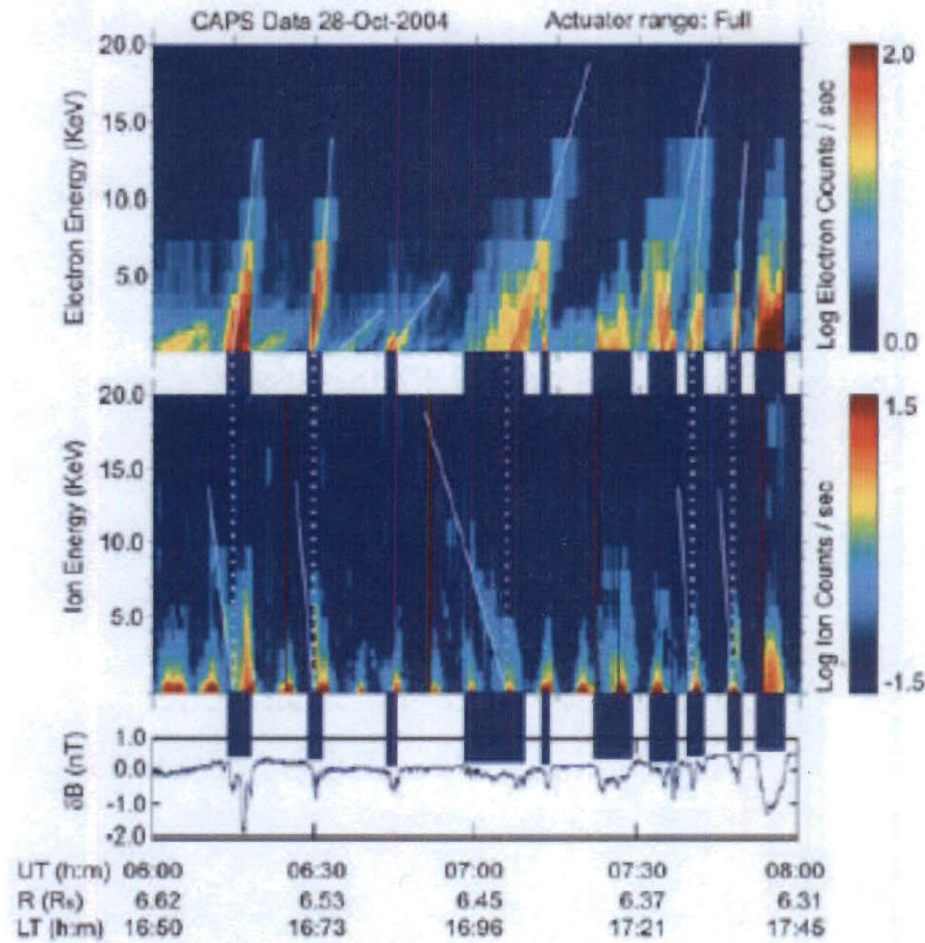 CAPS Data 28-Oct-2004 Actuator range: Full
20.0
15.0
10.0
5.0
Electron Energy (KeV)
2.0
0.0
Log Electron Counts / sec
20.0
15.0
10.0
5.0
Ion Energy (KeV)
1.5
-1.5
Log Ion Counts / sec
1.0
0.0
-1.0
-2.0
δB (nT)
UT (h:m) 06:00 06:30 07:00 07:30 08:00
R (Rs) 6.62 6.53 6.45 6.37 6.31
LT (h:m) 16:50 16:73 16:96 17:21 17:45